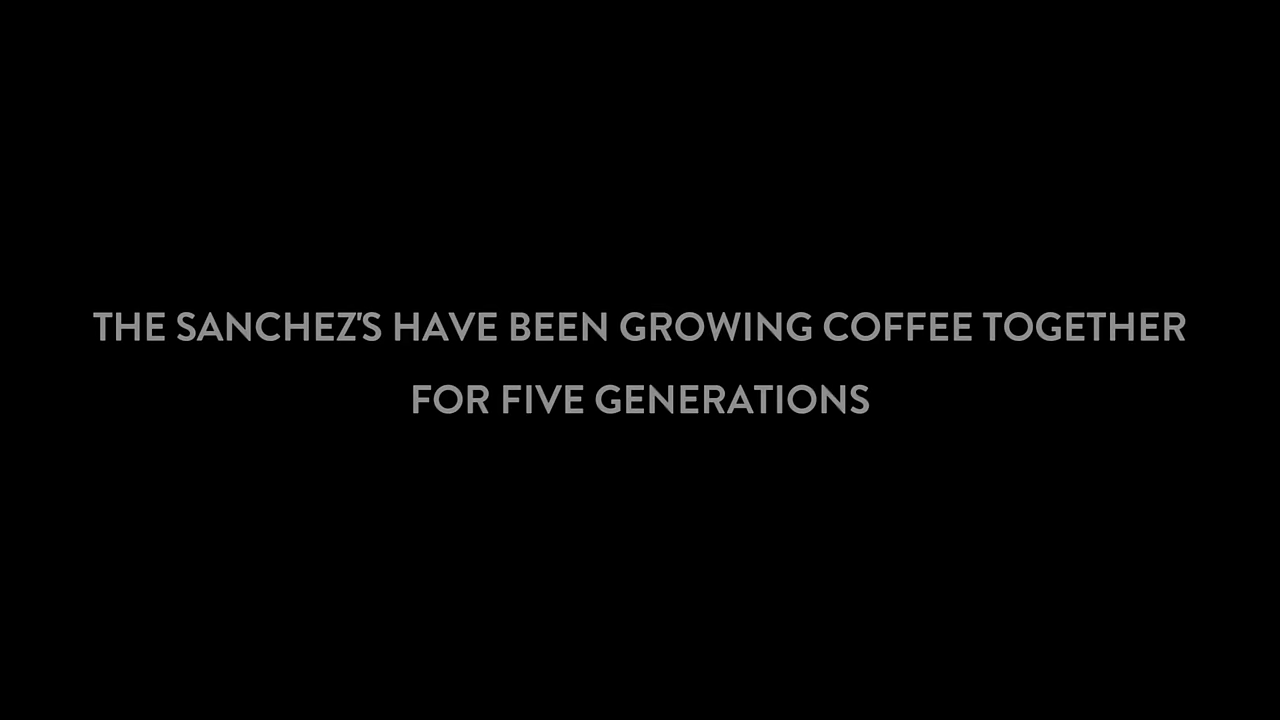 THE SANCHEZ'S HAVE BEEN GROWING COFFEE TOGETHER
FOR FIVE GENERATIONS